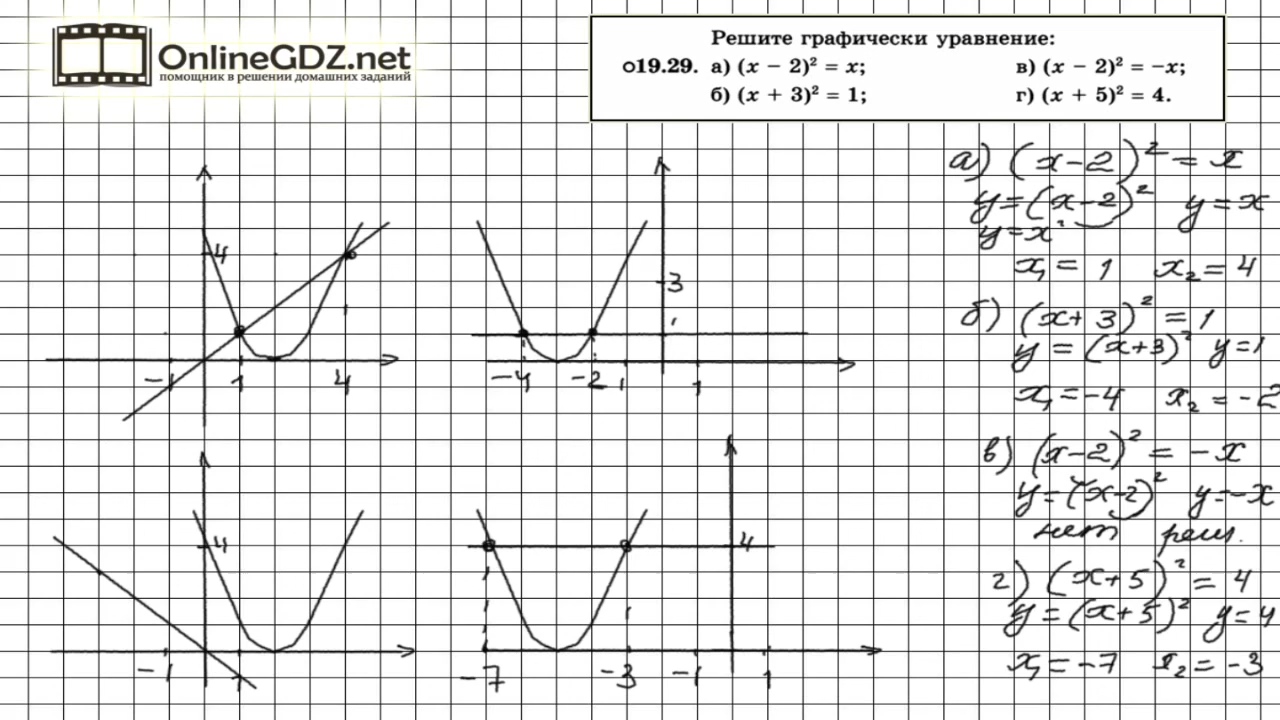 OnlineGDZ.net
помощник в решении домашних заданий
Решите графически уравнение:
о19.29. а) (x − 2)² = x; в) (x − 2)² = −x;
б) (x + 3)² = 1; г) (x + 5)² = 4.
4
−1 1 4
3
1
−4 −2 1 1
4
−1 1
4
1
−7 −3 −1 1
а) (x−2)² = x
y=(x−2)² y=x
y=x²
x₁ = 1 x₂ = 4
б) (x+3)² = 1
y = (x+3)² y=1
x₁ = −4 x₂ = −2
в) (x−2)² = −x
y=(x−2)² y=−x
нет реш.
г) (x+5)² = 4
y=(x+5)² y=4
x₁ = −7 x₂ = −3